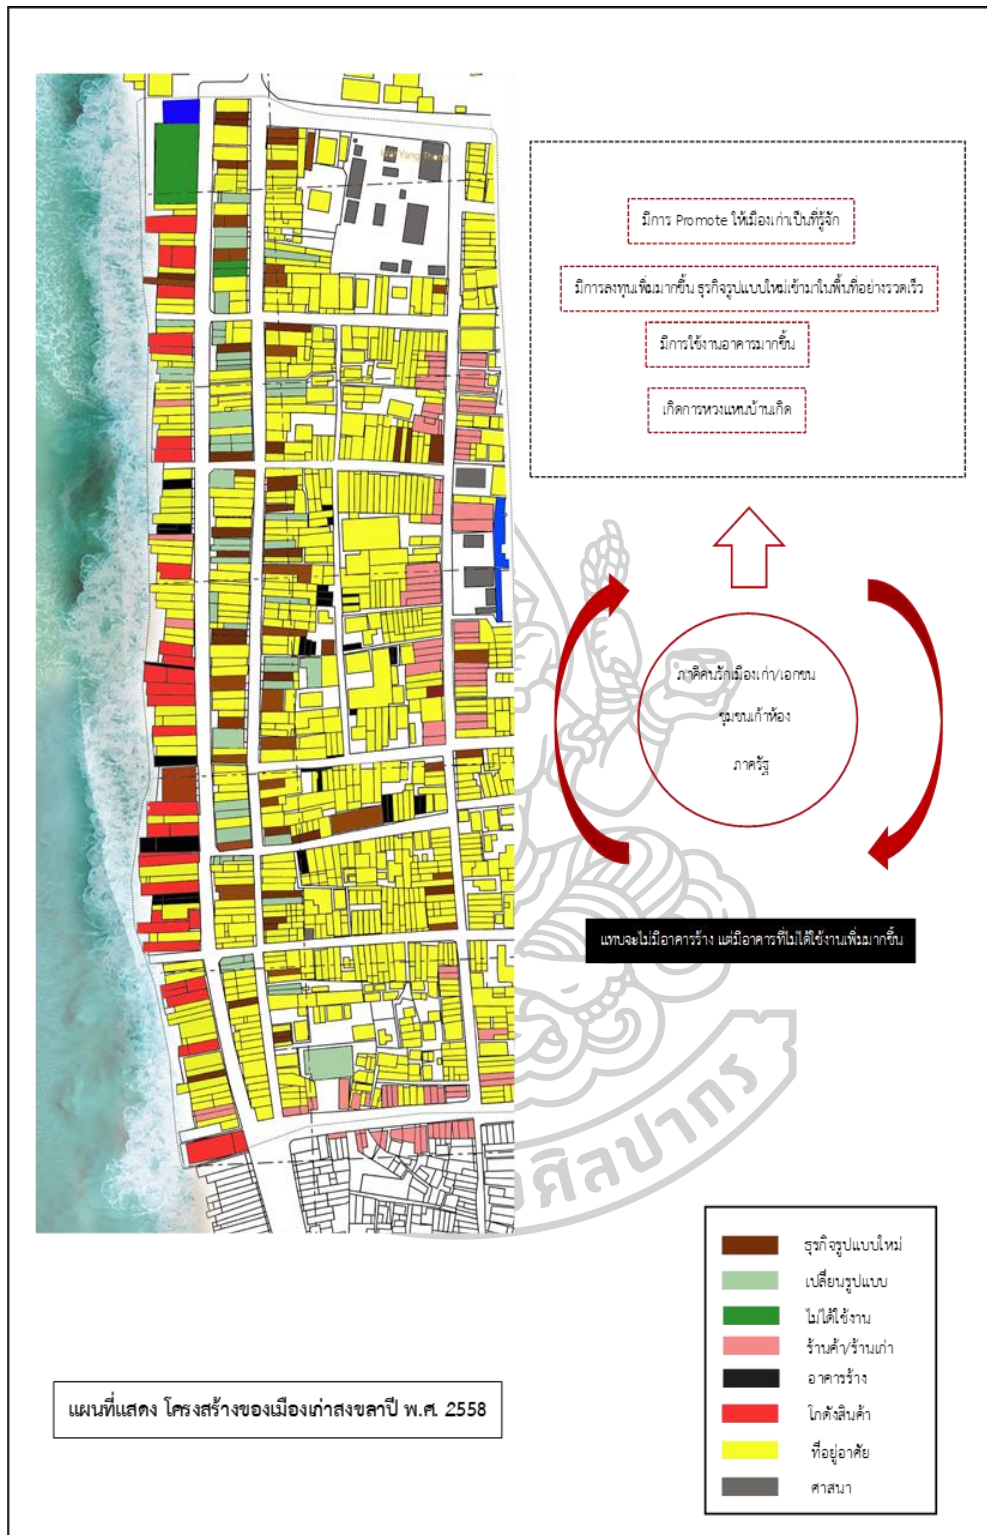 Wat Yang Thong
มีการ Promote ให้เมืองเก่าเป็นที่รู้จัก
มีการลงทุนเพิ่มมากขึ้น ธุรกิจรูปแบบใหม่เข้ามาในพื้นที่อย่างรวดเร็ว
มีการใช้งานอาคารมากขึ้น
เกิดการหวงแหนบ้านเกิด
ภาคีคนรักเมืองเก่า/เอกชน
ชุมชนเก้าห้อง
ภาครัฐ
แทบจะไม่มีอาคารร้าง แต่มีอาคารที่ไม่ได้ใช้งานเพิ่มมากขึ้น
ศิลปากร
ธุรกิจรูปแบบใหม่
เปลี่ยนรูปแบบ
ไม่ได้ใช้งาน
ร้านค้า/ร้านเก่า
อาคารร้าง
โกดังสินค้า
ที่อยู่อาศัย
ศาสนา
แผนที่แสดง โครงสร้างของเมืองเก่าสงขลาปี พ.ศ. 2558